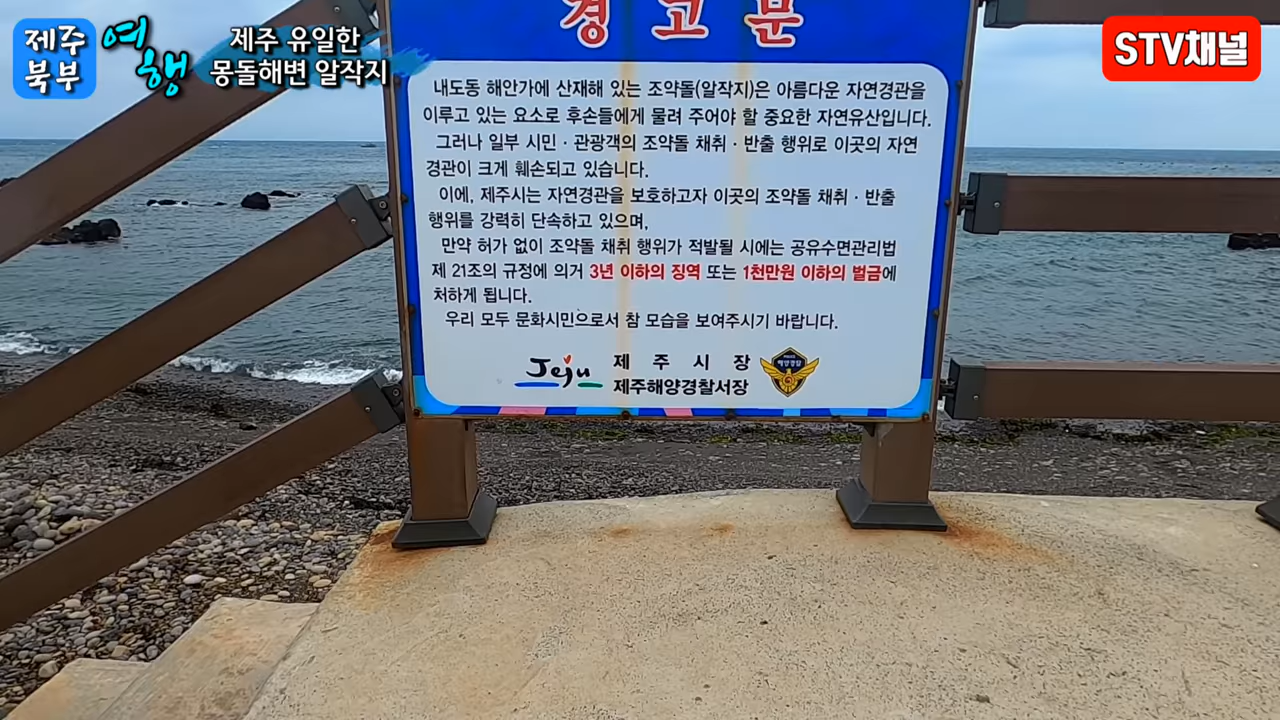 제주
북부
여행
제주 유일한
몽돌해변 알작지
STV채널
경고문
내도동 해안가에 산재해 있는 조약돌(알작지)은 아름다운 자연경관을
이루고 있는 요소로 후손들에게 물려 주어야 할 중요한 자연유산입니다.
그러나 일부 시민 · 관광객의 조약돌 채취 · 반출 행위로 이곳의 자연
경관이 크게 훼손되고 있습니다.
이에, 제주시는 자연경관을 보호하고자 이곳의 조약돌 채취 · 반출
행위를 강력히 단속하고 있으며,
만약 허가 없이 조약돌 채취 행위가 적발될 시에는 공유수면관리법
제 21조의 규정에 의거 3년 이하의 징역 또는 1천만원 이하의 벌금에
처하게 됩니다.
우리 모두 문화시민으로서 참 모습을 보여주시기 바랍니다.
Jeju
제 주 시 장
제주해양경찰서장
해양경찰